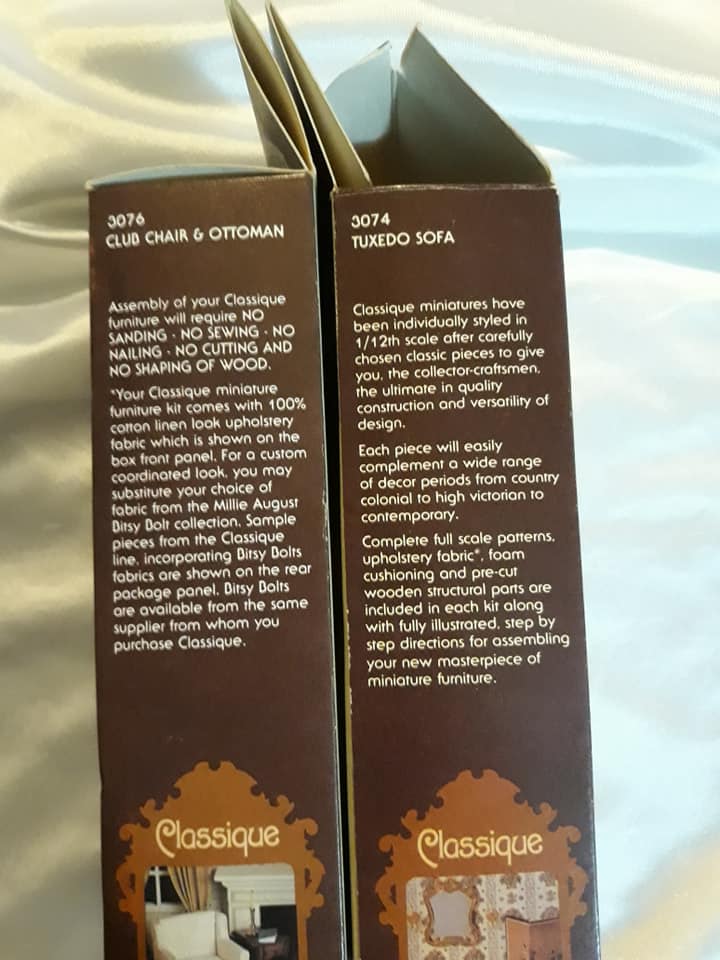 3076
CLUB CHAIR & OTTOMAN
Assembly of your Classique
furniture will require NO
SANDING · NO SEWING · NO
NAILING · NO CUTTING AND
NO SHAPING OF WOOD.
*Your Classique miniature
furniture kit comes with 100%
cotton linen look upholstery
fabric which is shown on the
box front panel. For a custom
coordinated look, you may
substitute your choice of
fabric from the Millie August
Bitsy Bolt collection. Sample
pieces from the Classique
line, incorporating Bitsy Bolts
fabrics are shown on the rear
package panel. Bitsy Bolts
are available from the same
supplier from whom you
purchase Classique.
Classique
3074
TUXEDO SOFA
Classique miniatures have
been individually styled in
1/12th scale after carefully
chosen classic pieces to give
you, the collector-craftsmen,
the ultimate in quality
construction and versatility of
design.
Each piece will easily
complement a wide range
of decor periods from country
colonial to high victorian to
contemporary.
Complete full scale patterns,
upholstery fabric*, foam
cushioning and pre-cut
wooden structural parts are
included in each kit along
with fully illustrated, step by
step directions for assembling
your new masterpiece of
miniature furniture.
Classique